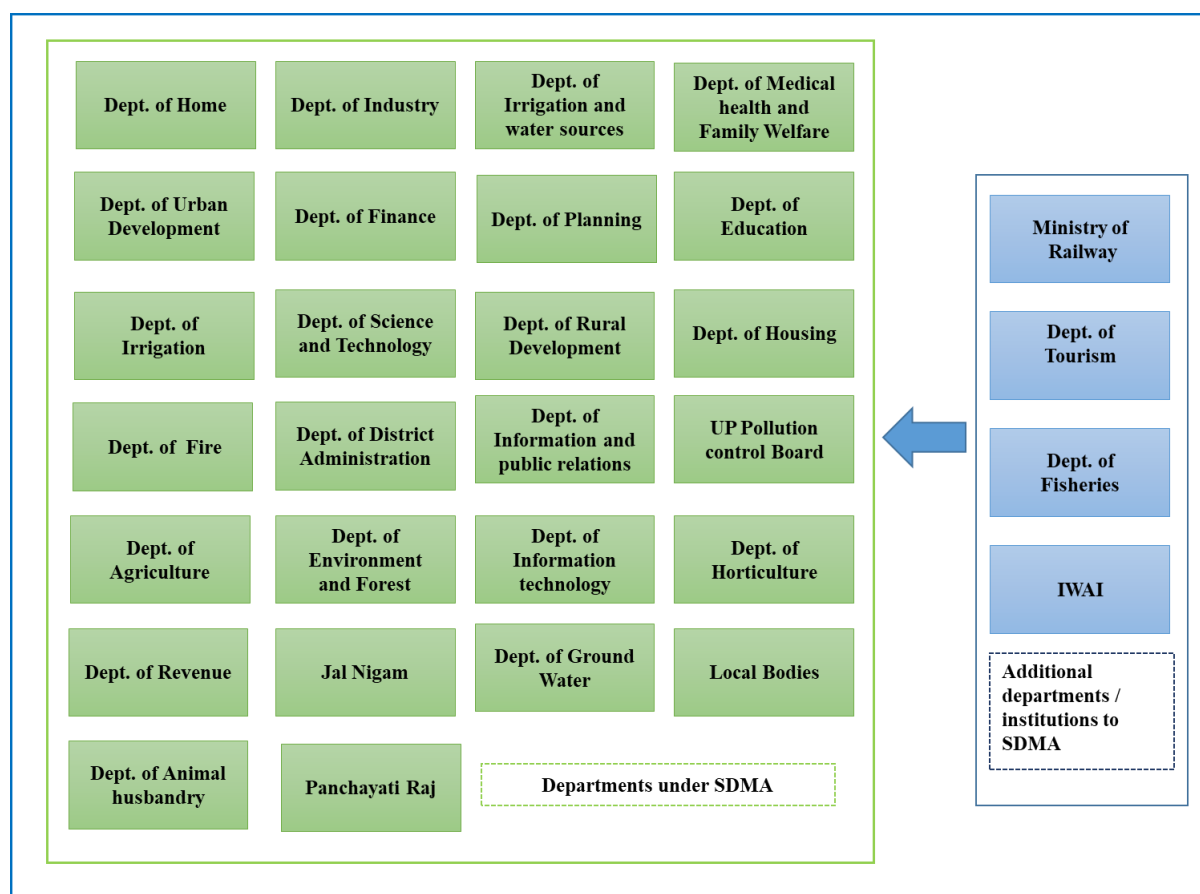 Dept. of Home
Dept. of Industry
Dept. of
Irrigation and
water sources
Dept. of Medical
health and
Family Welfare
Dept. of Urban
Development
Dept. of Finance
Dept. of Planning
Dept. of
Education
Dept. of
Irrigation
Dept. of Science
and Technology
Dept. of Rural
Development
Dept. of Housing
Dept. of Fire
Dept. of District
Administration
Dept. of
Information and
public relations
UP Pollution
control Board
Dept. of
Agriculture
Dept. of
Environment
and Forest
Dept. of
Information
technology
Dept. of
Horticulture
Dept. of Revenue
Jal Nigam
Dept. of Ground
Water
Local Bodies
Dept. of Animal
husbandry
Panchayati Raj
Departments under SDMA
Ministry of
Railway
Dept. of
Tourism
Dept. of
Fisheries
IWAI
Additional
departments /
institutions to
SDMA